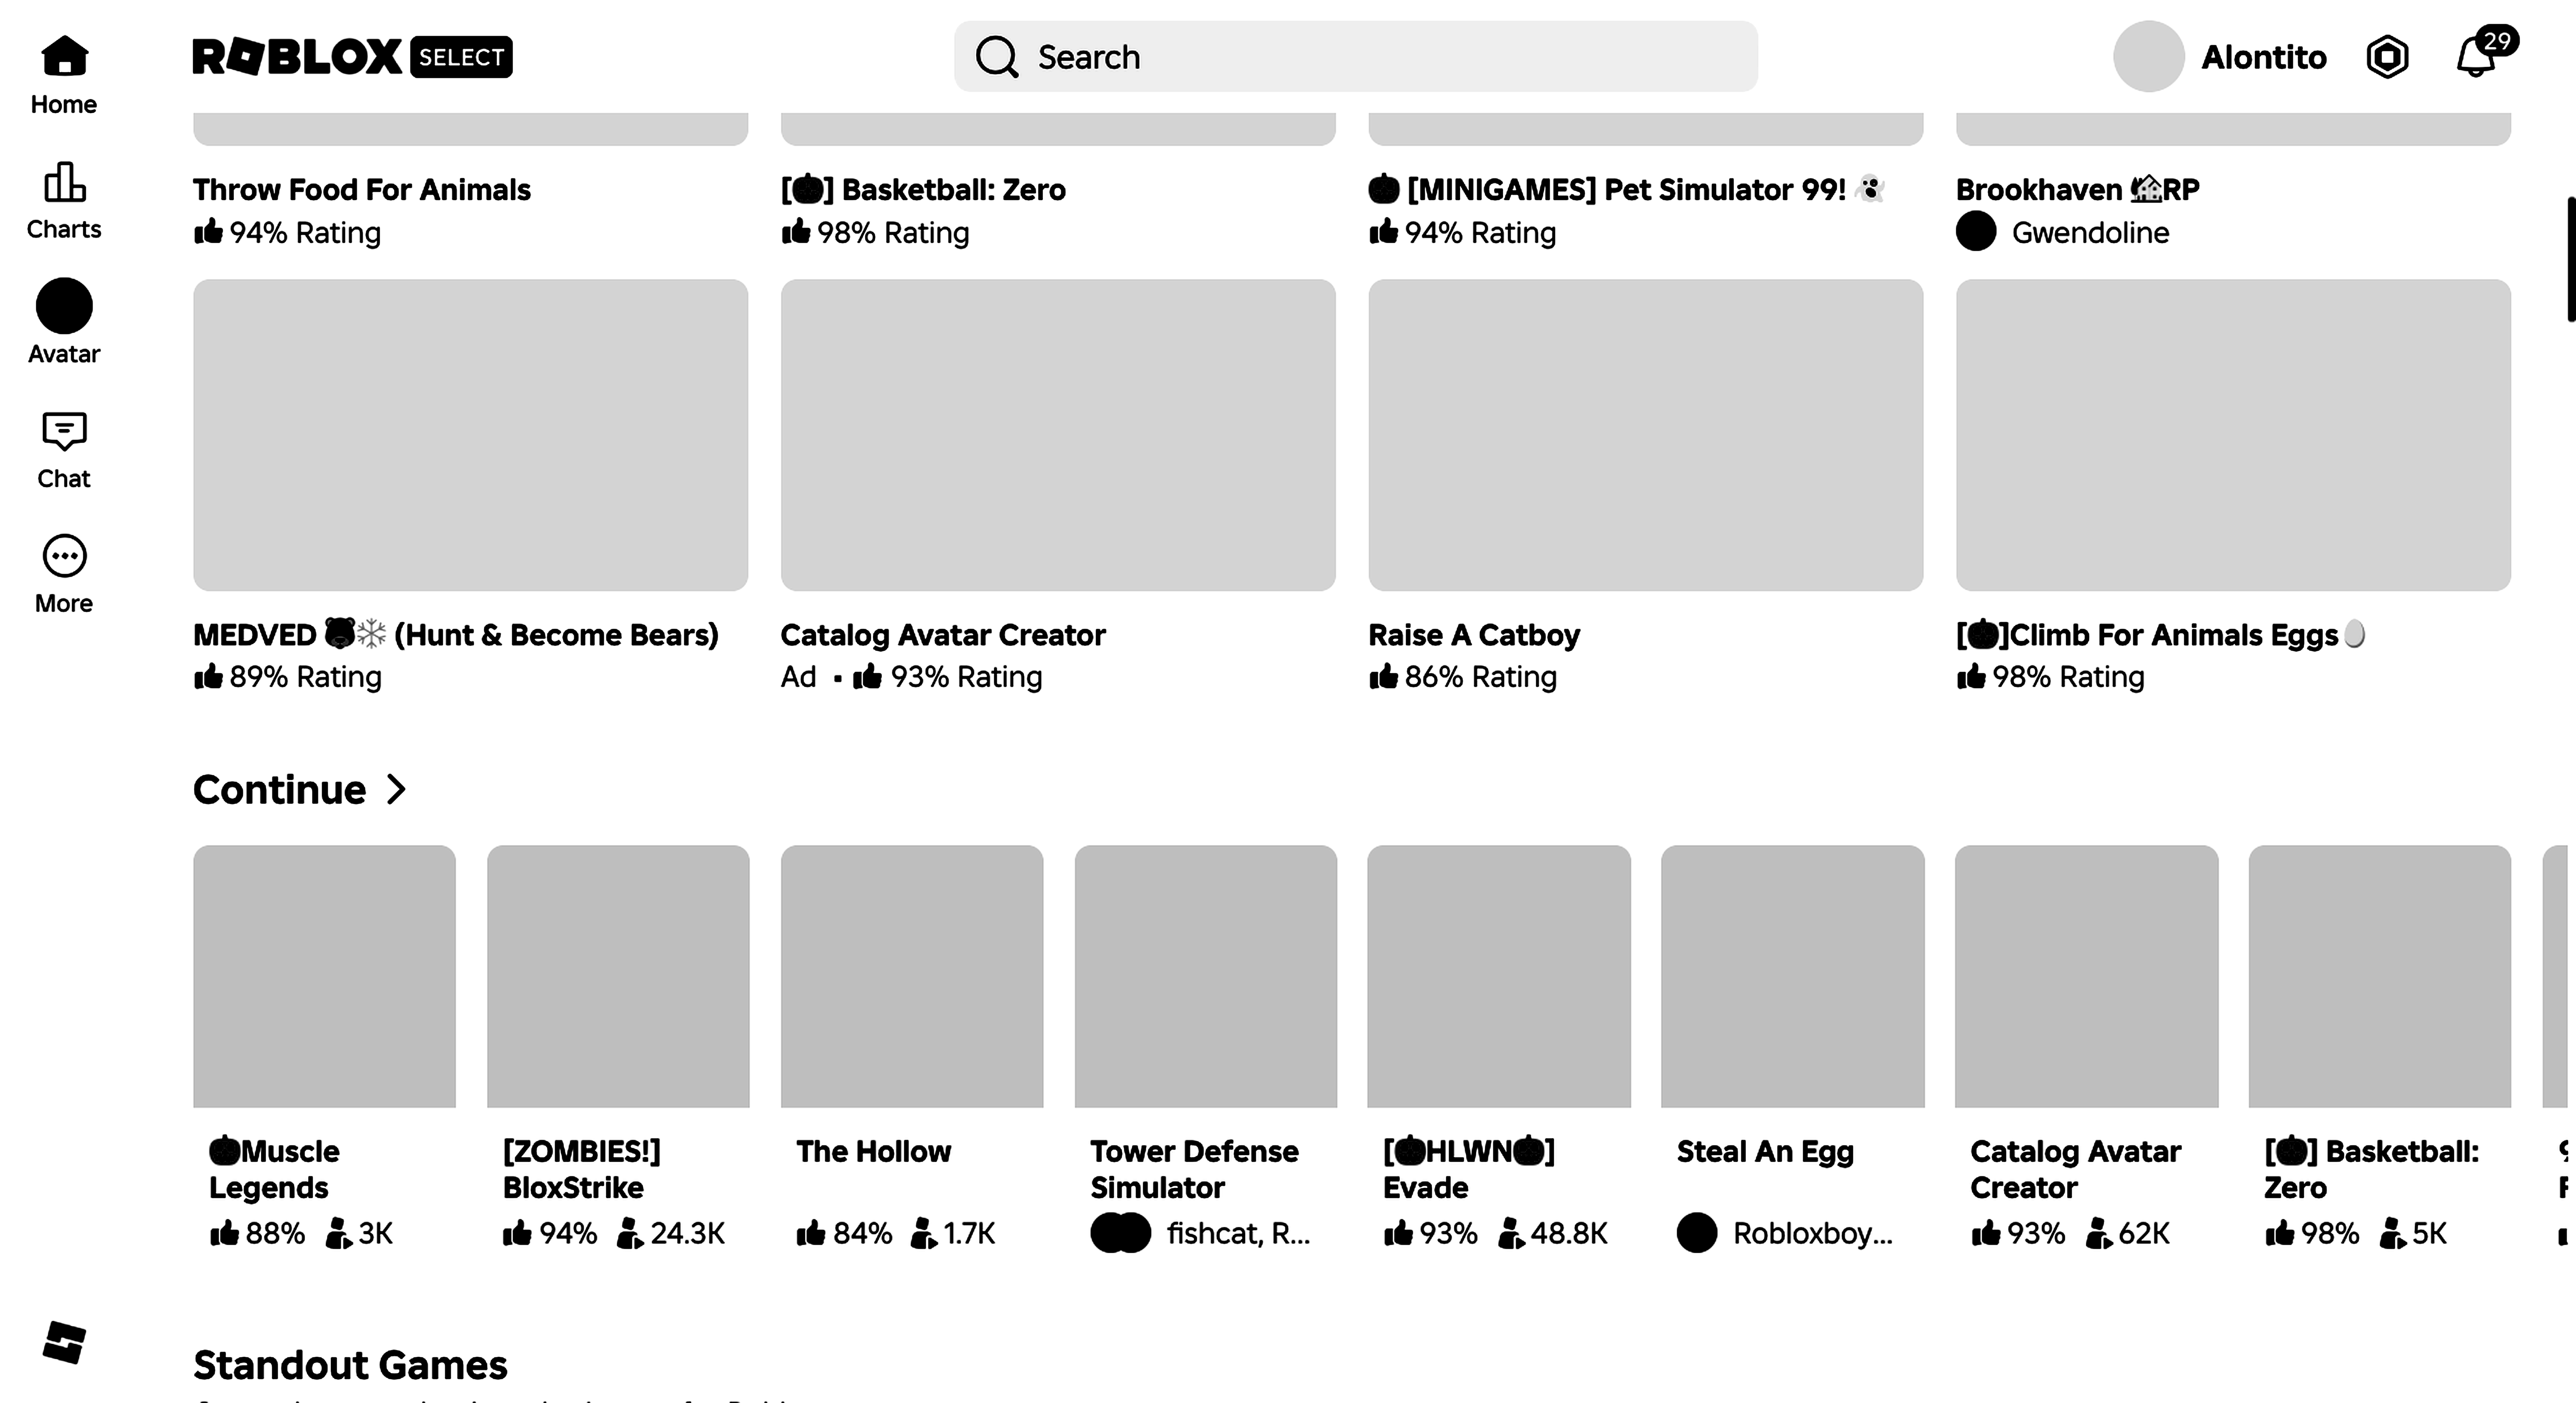 ROBLOX SELECT
Search
Alontito
29
Home
Charts
Avatar
Chat
More
Throw Food For Animals
94% Rating
[🎃] Basketball: Zero
98% Rating
🎃 [MINIGAMES] Pet Simulator 99! 👻
94% Rating
Brookhaven 🏡RP
Gwendoline
MEDVED 🐻❄️ (Hunt & Become Bears)
89% Rating
Catalog Avatar Creator
Ad • 93% Rating
Raise A Catboy
86% Rating
[🎃]Climb For Animals Eggs🥚
98% Rating
Continue
🎃Muscle
Legends
88% 3K
[ZOMBIES!]
BloxStrike
94% 24.3K
The Hollow
84% 1.7K
Tower Defense
Simulator
fishcat, R...
[🎃HLWN🎃]
Evade
93% 48.8K
Steal An Egg
Robloxboy...
Catalog Avatar
Creator
93% 62K
[🎃] Basketball:
Zero
98% 5K
Standout Games